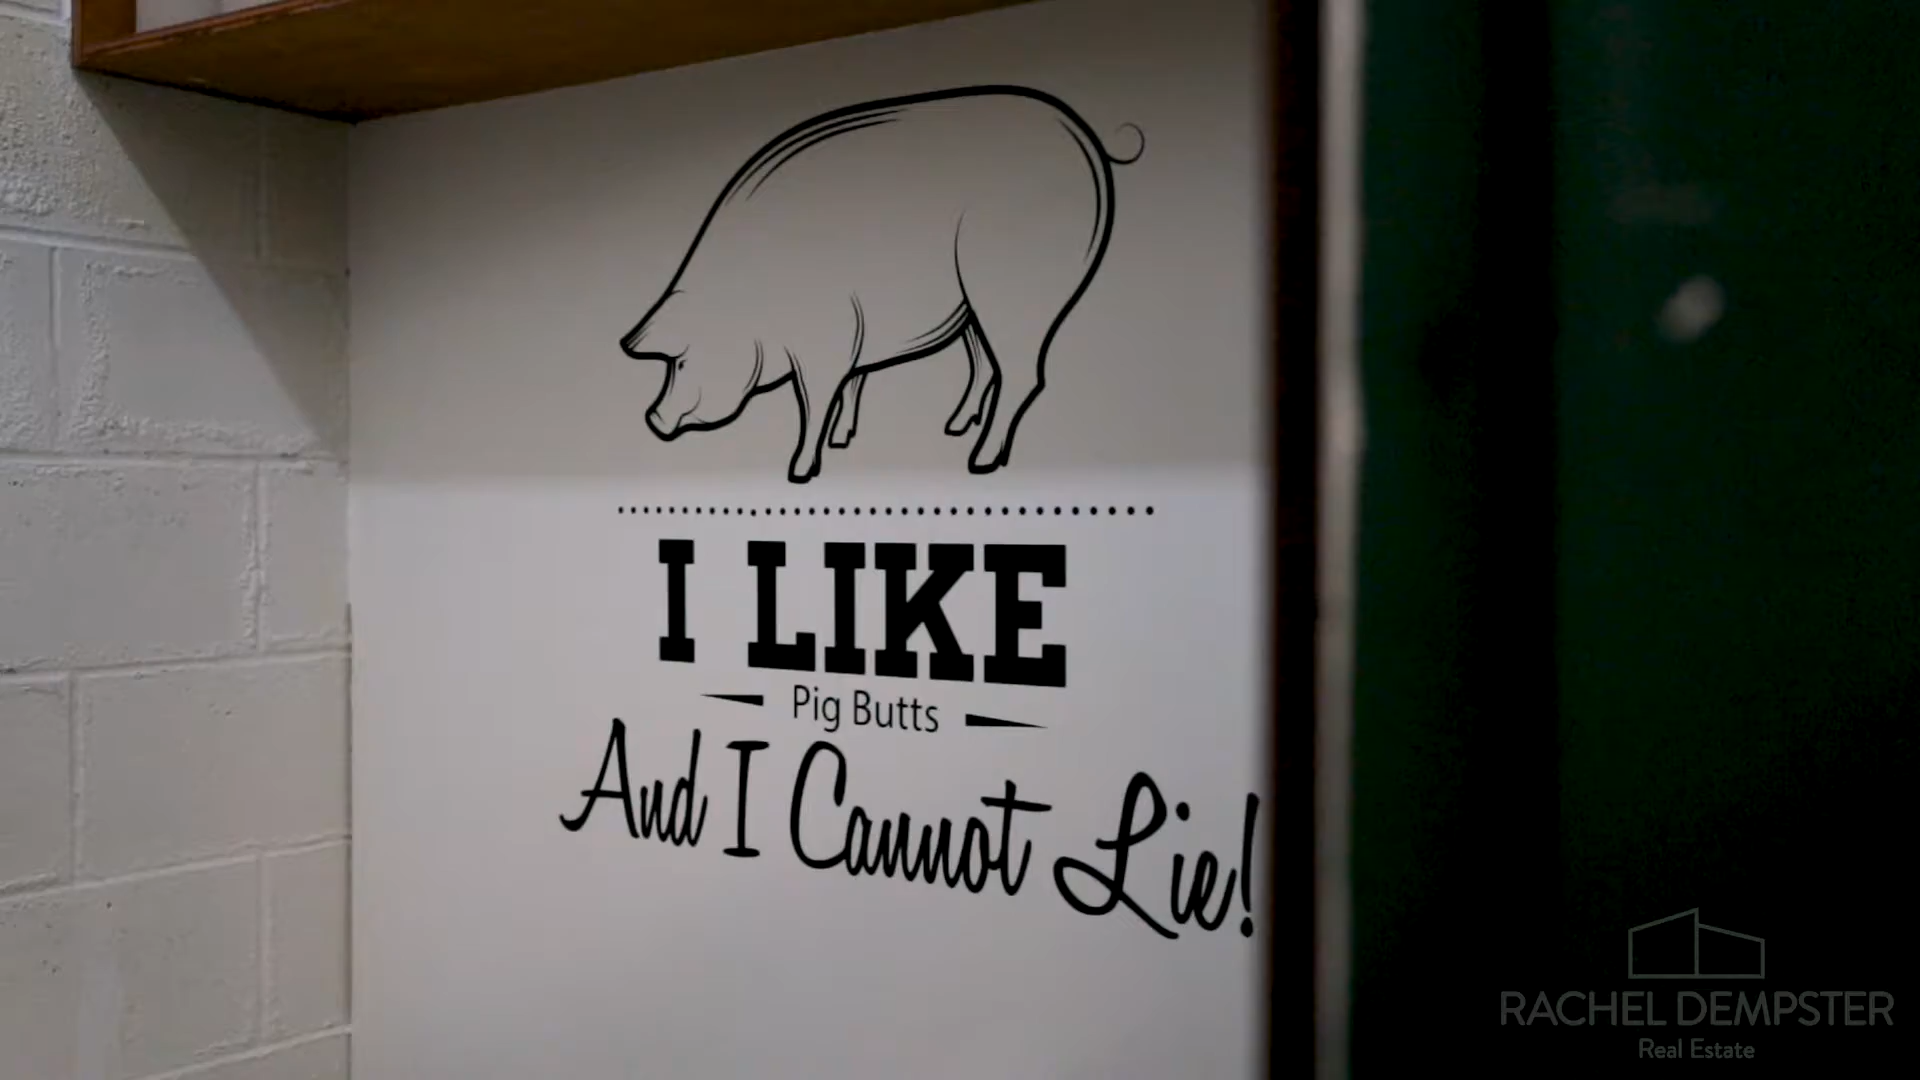 I LIKE
Pig Butts
And I Cannot Lie!
RACHEL DEMPSTER
Real Estate